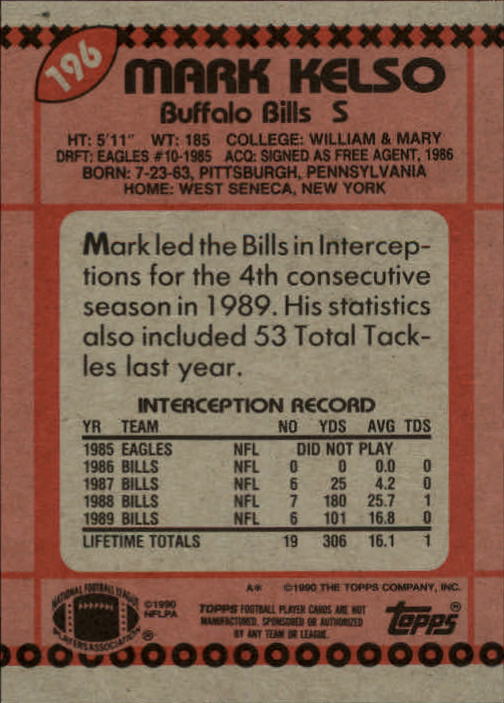 196
MARK KELSO
Buffalo Bills S
HT: 5'11" WT: 185 COLLEGE: WILLIAM & MARY
DRFT: EAGLES #10-1985 ACQ: SIGNED AS FREE AGENT, 1986
BORN: 7-23-63, PITTSBURGH, PENNSYLVANIA
HOME: WEST SENECA, NEW YORK
Mark led the Bills in Intercep-
tions for the 4th consecutive
season in 1989. His statistics
also included 53 Total Tack-
les last year.
INTERCEPTION RECORD
YR TEAM NO YDS AVG TDS
1985 EAGLES NFL DID NOT PLAY
1986 BILLS NFL 0 0 0.0 0
1987 BILLS NFL 6 25 4.2 0
1988 BILLS NFL 7 180 25.7 1
1989 BILLS NFL 6 101 16.8 0
LIFETIME TOTALS 19 306 16.1 1
A* ©1990 THE TOPPS COMPANY, INC.
NATIONAL FOOTBALL LEAGUE
PLAYERS ASSOCIATION ®
©1990
NFLPA
TOPPS FOOTBALL PLAYER CARDS ARE NOT
MANUFACTURED, SPONSORED OR AUTHORIZED
BY ANY TEAM OR LEAGUE.
topps®